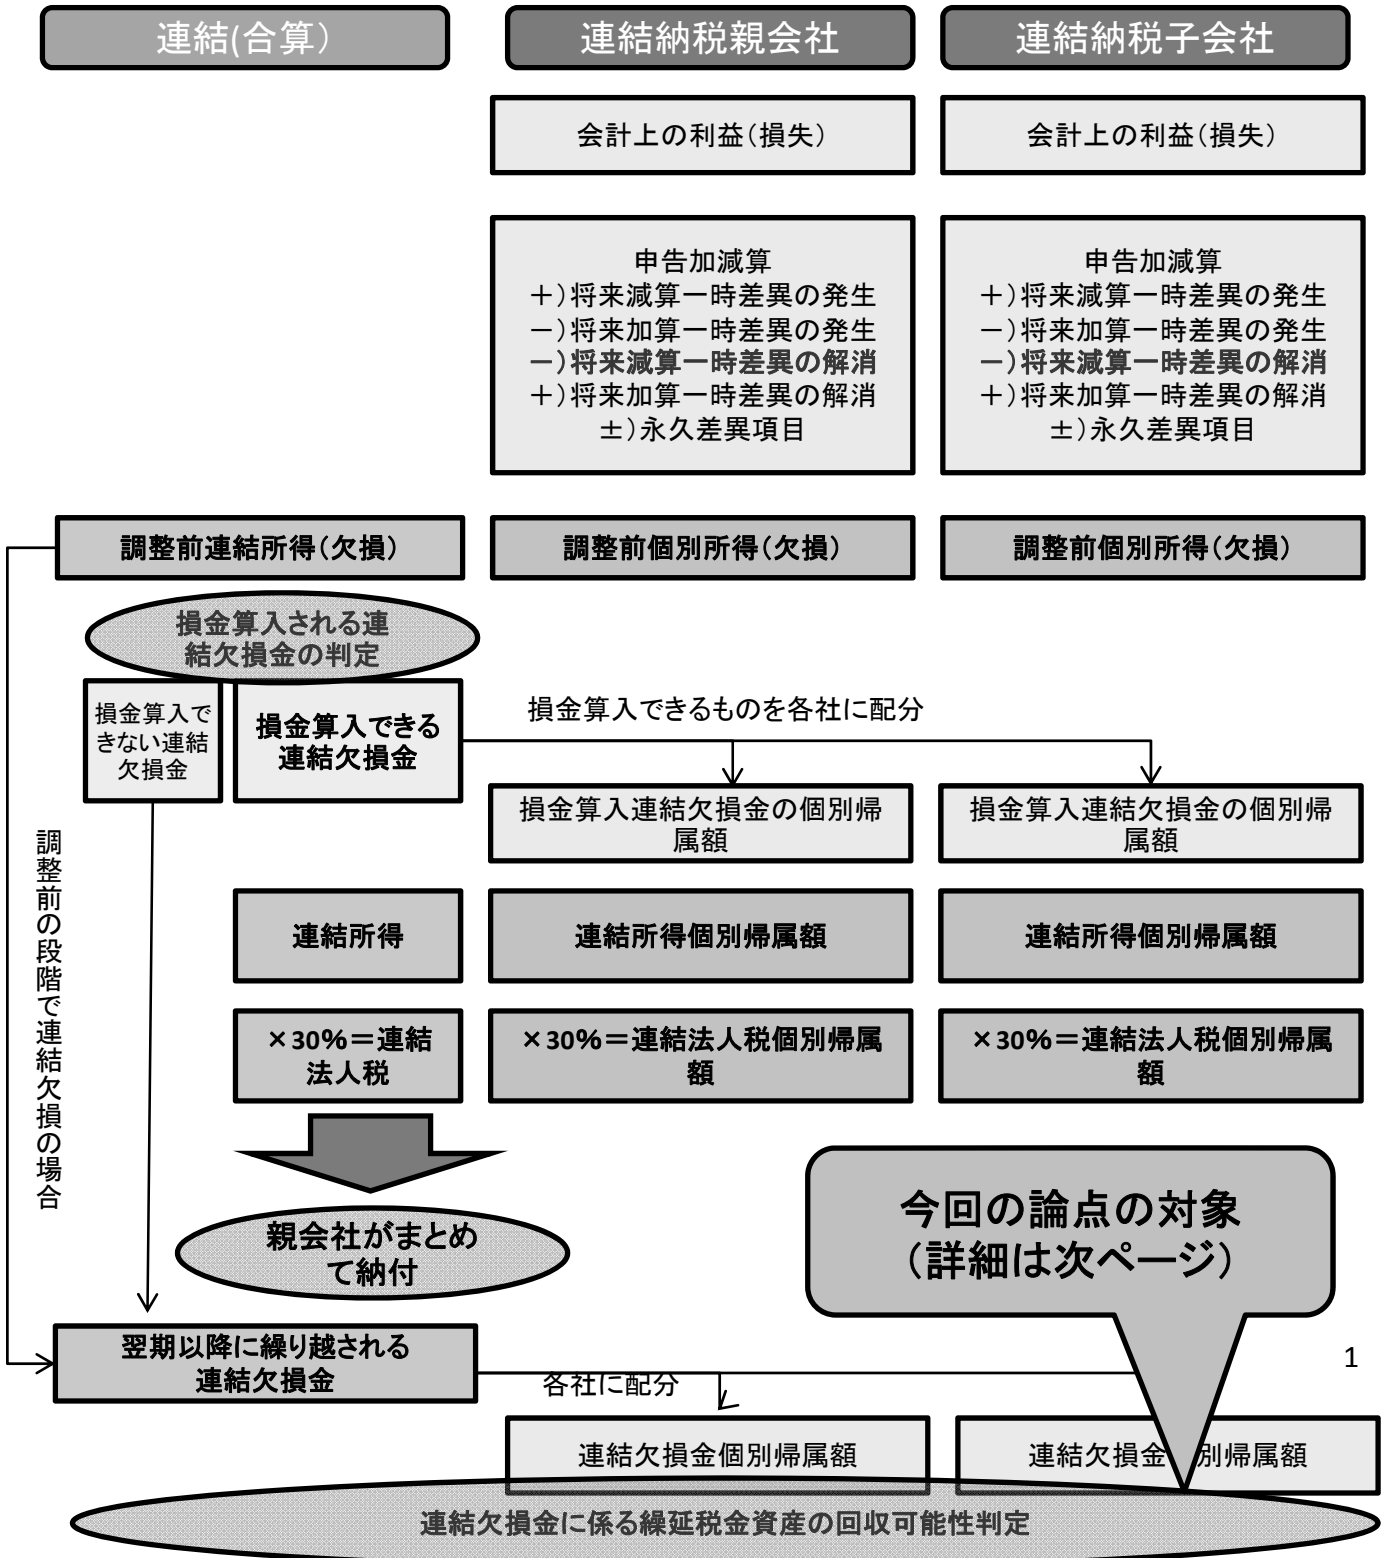 連結(合算)
連結納税親会社
連結納税子会社
会計上の利益(損失)
会計上の利益(損失)
申告加減算
+)将来減算一時差異の発生
-)将来加算一時差異の発生
-)将来減算一時差異の解消
+)将来加算一時差異の解消
±)永久差異項目
申告加減算
+)将来減算一時差異の発生
-)将来加算一時差異の発生
-)将来減算一時差異の解消
+)将来加算一時差異の解消
±)永久差異項目
調整前連結所得(欠損)
調整前個別所得(欠損)
調整前個別所得(欠損)
損金算入される連
結欠損金の判定
損金算入で
きない連結
欠損金
損金算入できる
連結欠損金
損金算入できるものを各社に配分
損金算入連結欠損金の個別帰
属額
損金算入連結欠損金の個別帰
属額
調整前の段階で連結欠損の場合
連結所得
連結所得個別帰属額
連結所得個別帰属額
×30%=連結
法人税
×30%=連結法人税個別帰属
額
×30%=連結法人税個別帰属
額
今回の論点の対象
(詳細は次ページ)
親会社がまとめ
て納付
翌期以降に繰り越される
連結欠損金
1
各社に配分
連結欠損金個別帰属額
連結欠損金 別帰属額
連結欠損金に係る繰延税金資産の回収可能性判定